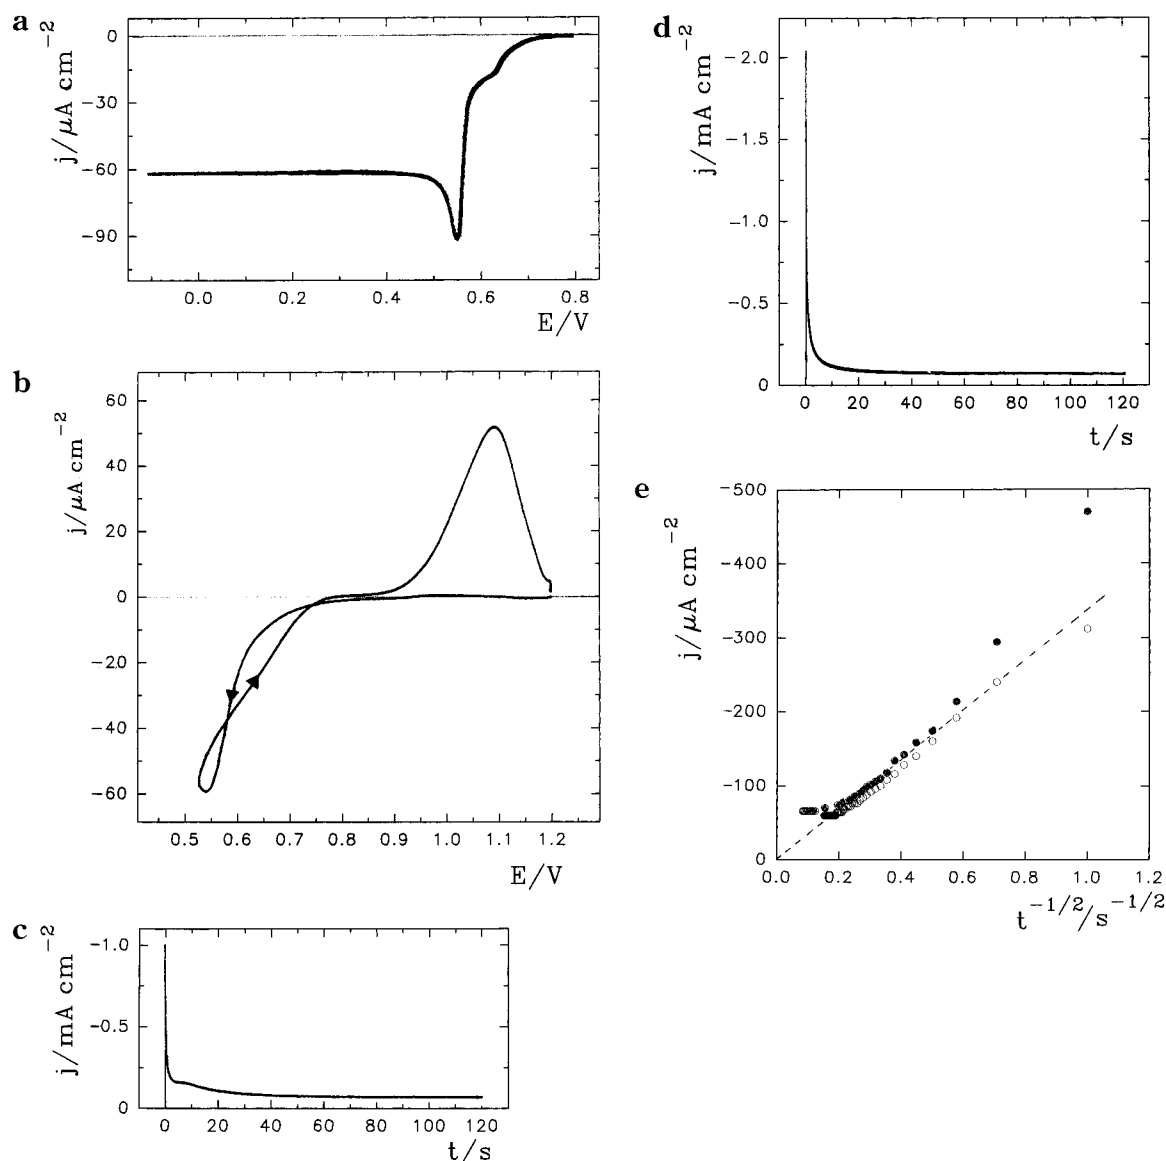 a
j/μA cm⁻²
0
−30
−60
−90
0.0 0.2 0.4 0.6 0.8
E/V
b
j/μA cm⁻²
60
40
20
0
−20
−40
−60
0.5 0.6 0.7 0.8 0.9 1.0 1.1 1.2
E/V
c
j/mA cm⁻²
−1.0
−0.5
0
0 20 40 60 80 100 120
t/s
d
j/mA cm⁻²
−2.0
−1.5
−1.0
−0.5
0
0 20 40 60 80 100 120
t/s
e
j/μA cm⁻²
−500
−400
−300
−200
−100
0
0.0 0.2 0.4 0.6 0.8 1.0 1.2
t⁻¹/²/s⁻¹/²